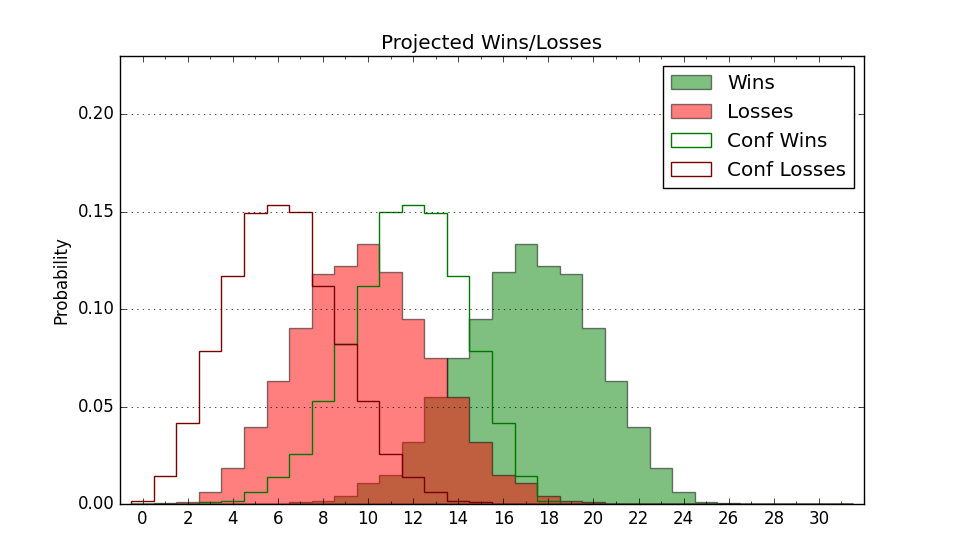 Projected Wins/Losses
Wins
Losses
Conf Wins
Conf Losses
Probability
0.20
0.15
0.10
0.05
0.00
0 2 4 6 8 10 12 14 16 18 20 22 24 26 28 30